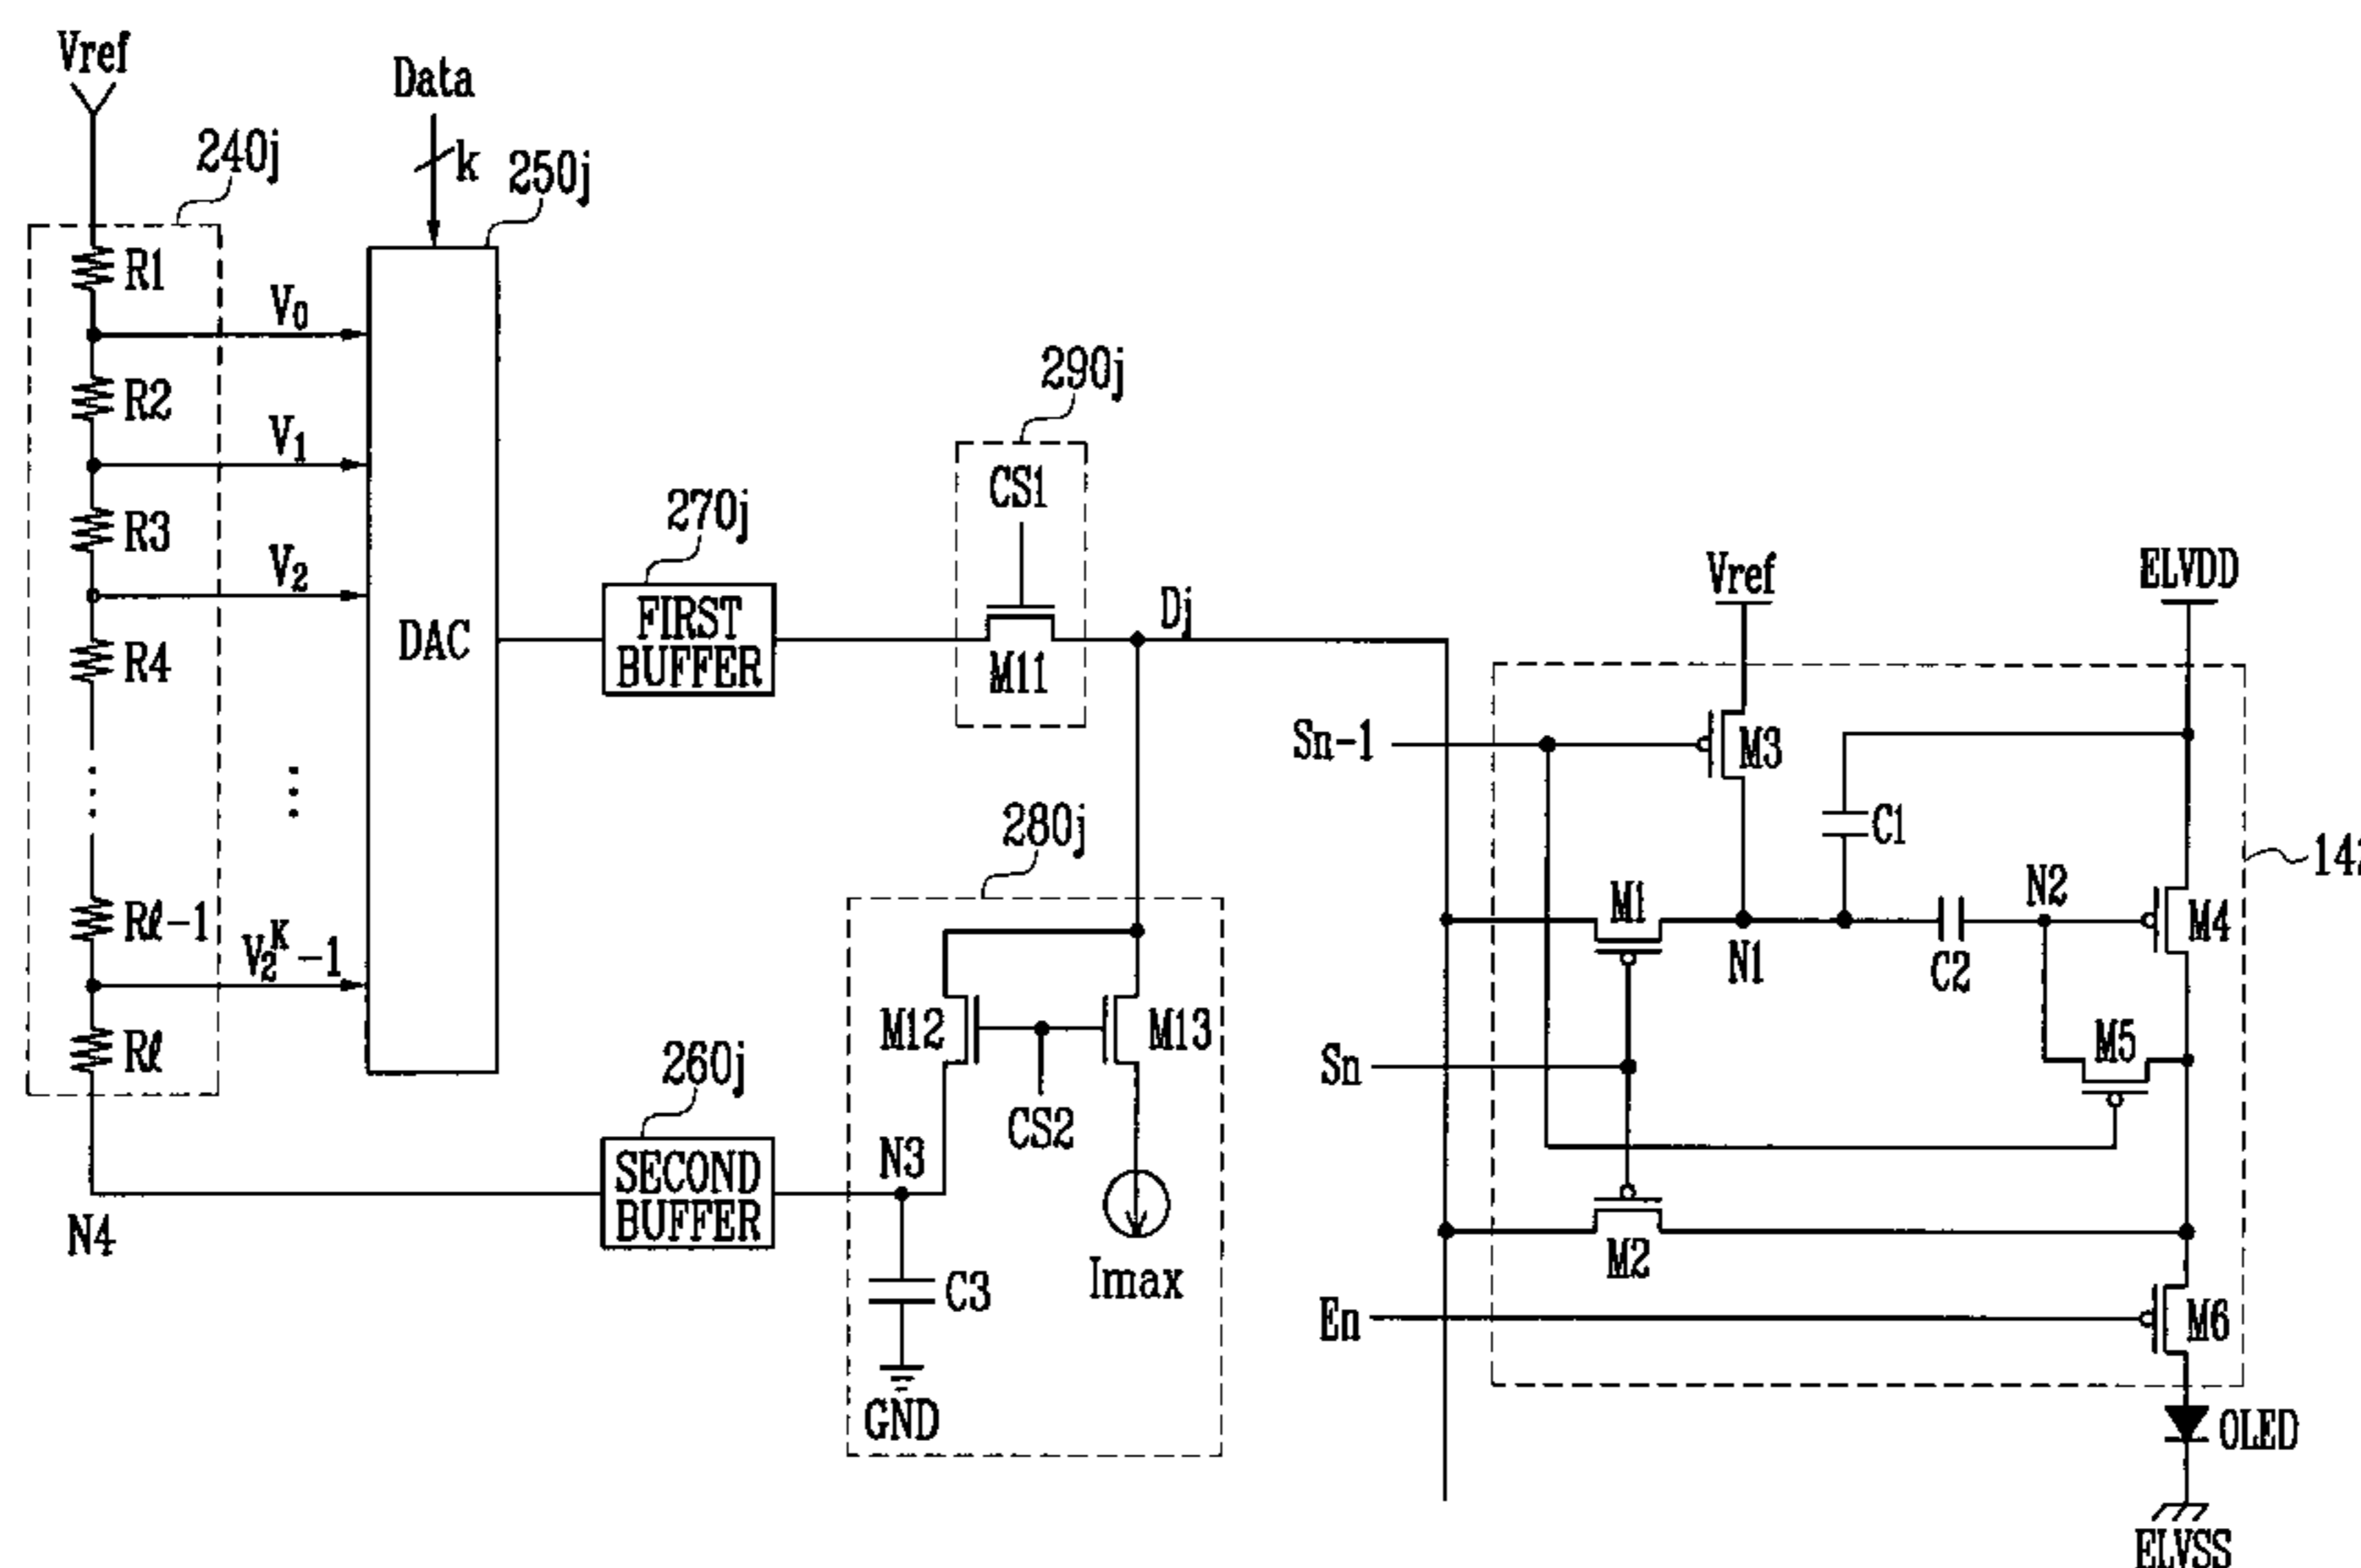 Vref
Data
k
240j
250j
R1
V0
R2
V1
R3
V2
R4
DAC
Rℓ-1
V2^K-1
Rℓ
N4
270j
FIRST
BUFFER
290j
CS1
M11
Dj
280j
M12
M13
CS2
260j
SECOND
BUFFER
N3
C3
GND
Imax
Vref
ELVDD
Sn-1
M3
C1
M1
N1
C2
N2
M4
M5
Sn
M2
En
M6
OLED
ELVSS